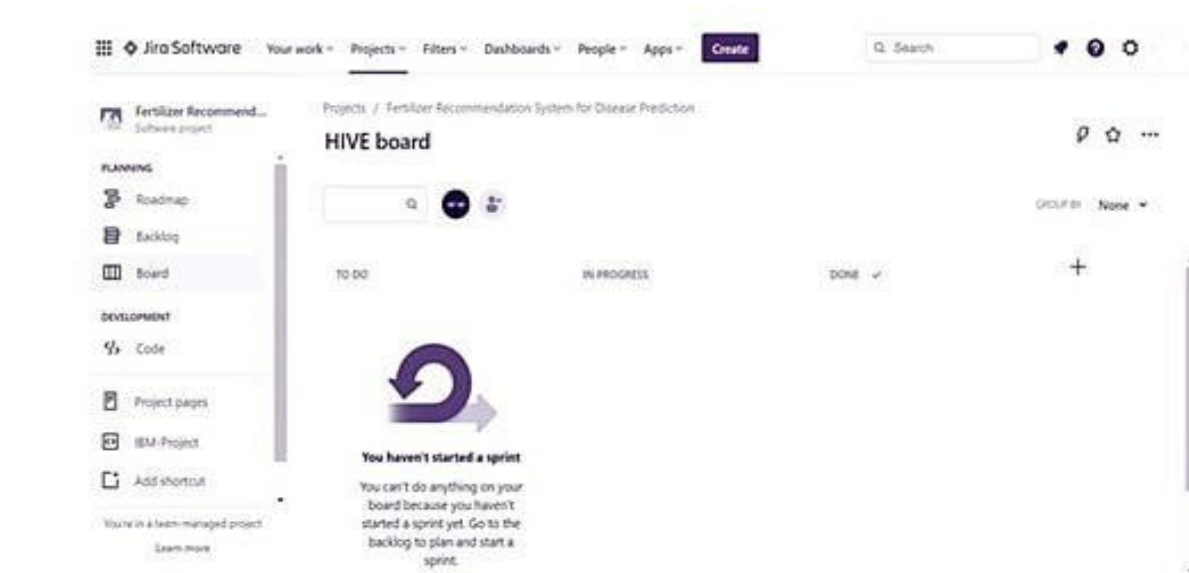 Jira Software Your work Projects Filters Dashboards People Apps Create Search
Fertilizer Recommend...
Software project
PLANNING
Roadmap
Backlog
Board
DEVELOPMENT
Code
Project pages
IBM-Project
Add shortcut
You're in a team-managed project
Learn more
Projects / Fertilizer Recommendation System for Disease Prediction
HIVE board
GROUP BY None
TO DO IN PROGRESS DONE
You haven't started a sprint
You can't do anything on your
board because you haven't
started a sprint yet. Go to the
backlog to plan and start a
sprint.